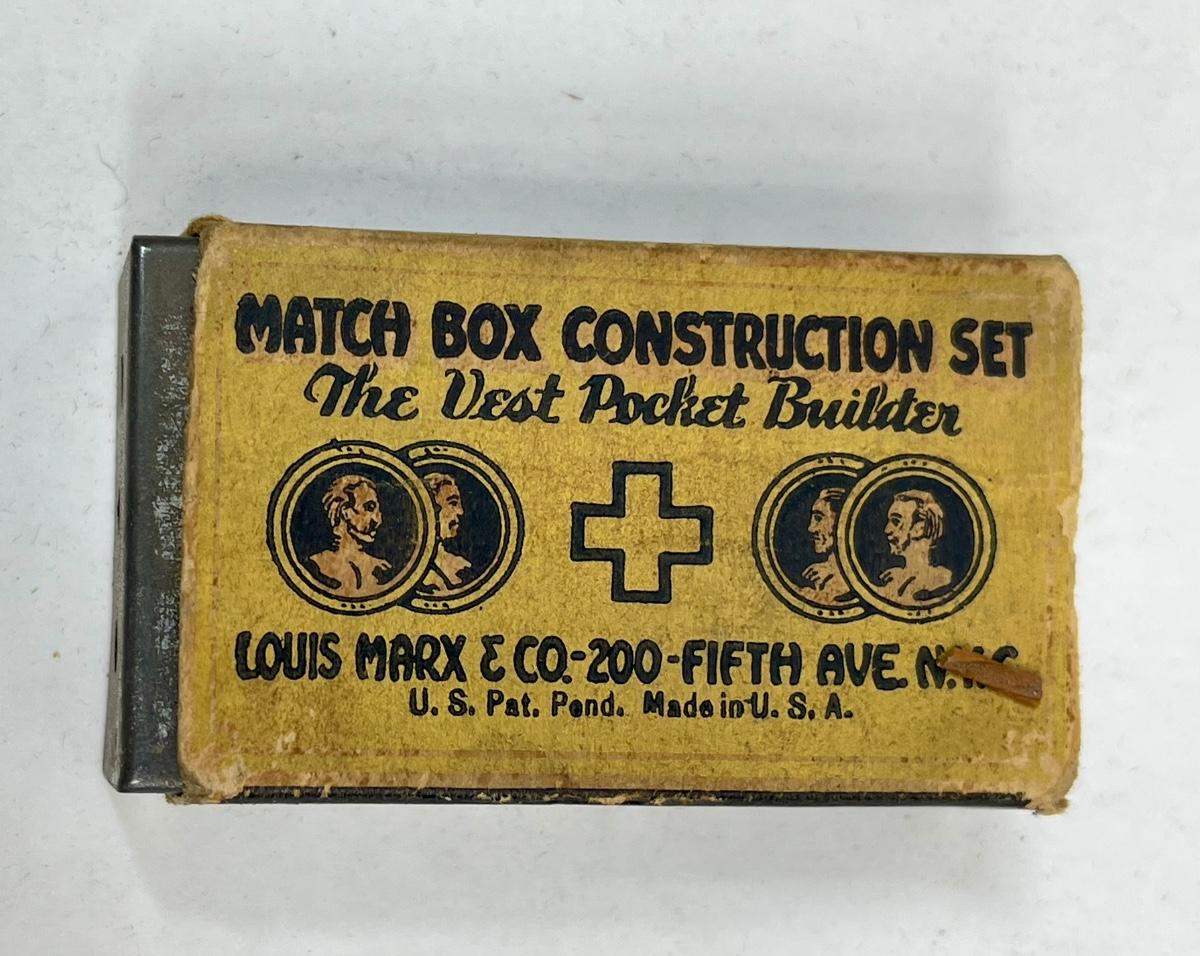 MATCH BOX CONSTRUCTION SET
The Vest Pocket Builder
LOUIS MARX & CO.-200-FIFTH AVE.
U. S. Pat. Pend. Made in U. S. A.